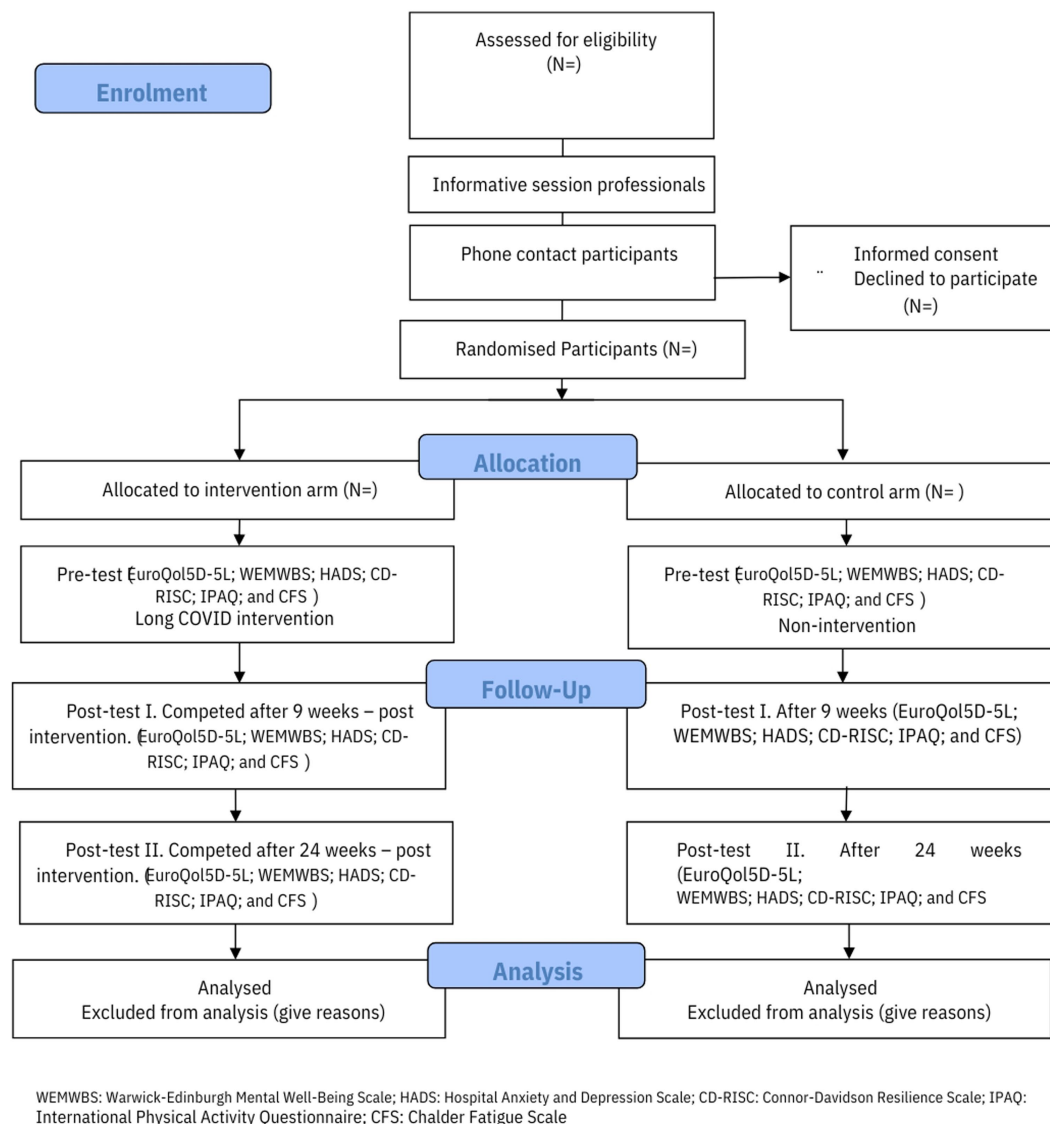 Assessed for eligibility
(N=)
Enrolment
Informative session professionals
Phone contact participants
¨ Informed consent
Declined to participate
(N=)
Randomised Participants (N=)
Allocation
Allocated to intervention arm (N=)
Allocated to control arm (N= )
Pre-test (EuroQol5D-5L; WEMWBS; HADS; CD-
RISC; IPAQ; and CFS )
Long COVID intervention
Pre-test (EuroQol5D-5L; WEMWBS; HADS; CD-
RISC; IPAQ; and CFS )
Non-intervention
Follow-Up
Post-test I. Competed after 9 weeks – post
intervention. (EuroQol5D-5L; WEMWBS; HADS; CD-
RISC; IPAQ; and CFS )
Post-test I. After 9 weeks (EuroQol5D-5L;
WEMWBS; HADS; CD-RISC; IPAQ; and CFS)
Post-test II. Competed after 24 weeks – post
intervention. (EuroQol5D-5L; WEMWBS; HADS; CD-
RISC; IPAQ; and CFS )
Post-test II. After 24 weeks
(EuroQol5D-5L;
WEMWBS; HADS; CD-RISC; IPAQ; and CFS
Analysis
Analysed
Excluded from analysis (give reasons)
Analysed
Excluded from analysis (give reasons)
WEMWBS: Warwick-Edinburgh Mental Well-Being Scale; HADS: Hospital Anxiety and Depression Scale; CD-RISC: Connor-Davidson Resilience Scale; IPAQ:
International Physical Activity Questionnaire; CFS: Chalder Fatigue Scale